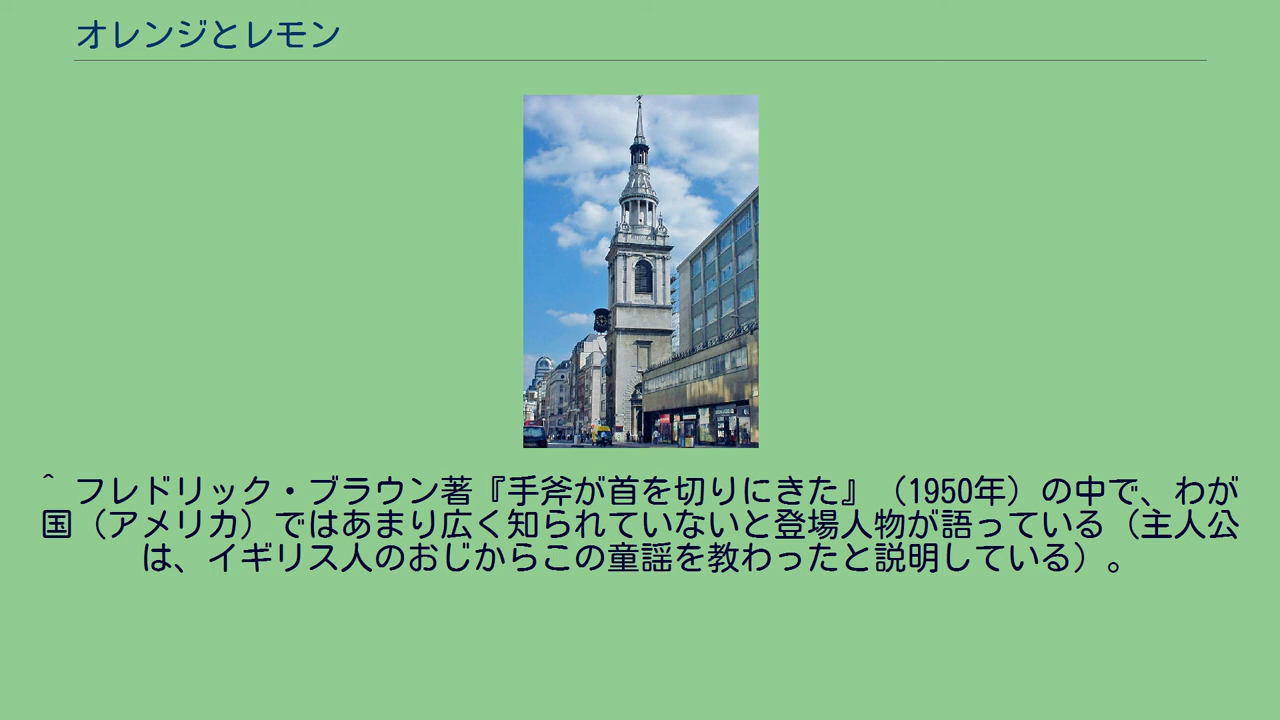 オレンジとレモン
^ フレドリック・ブラウン著『手斧が首を切りにきた』（1950年）の中で、わが
国（アメリカ）ではあまり広く知られていないと登場人物が語っている（主人公
は、イギリス人のおじからこの童謡を教わったと説明している）。